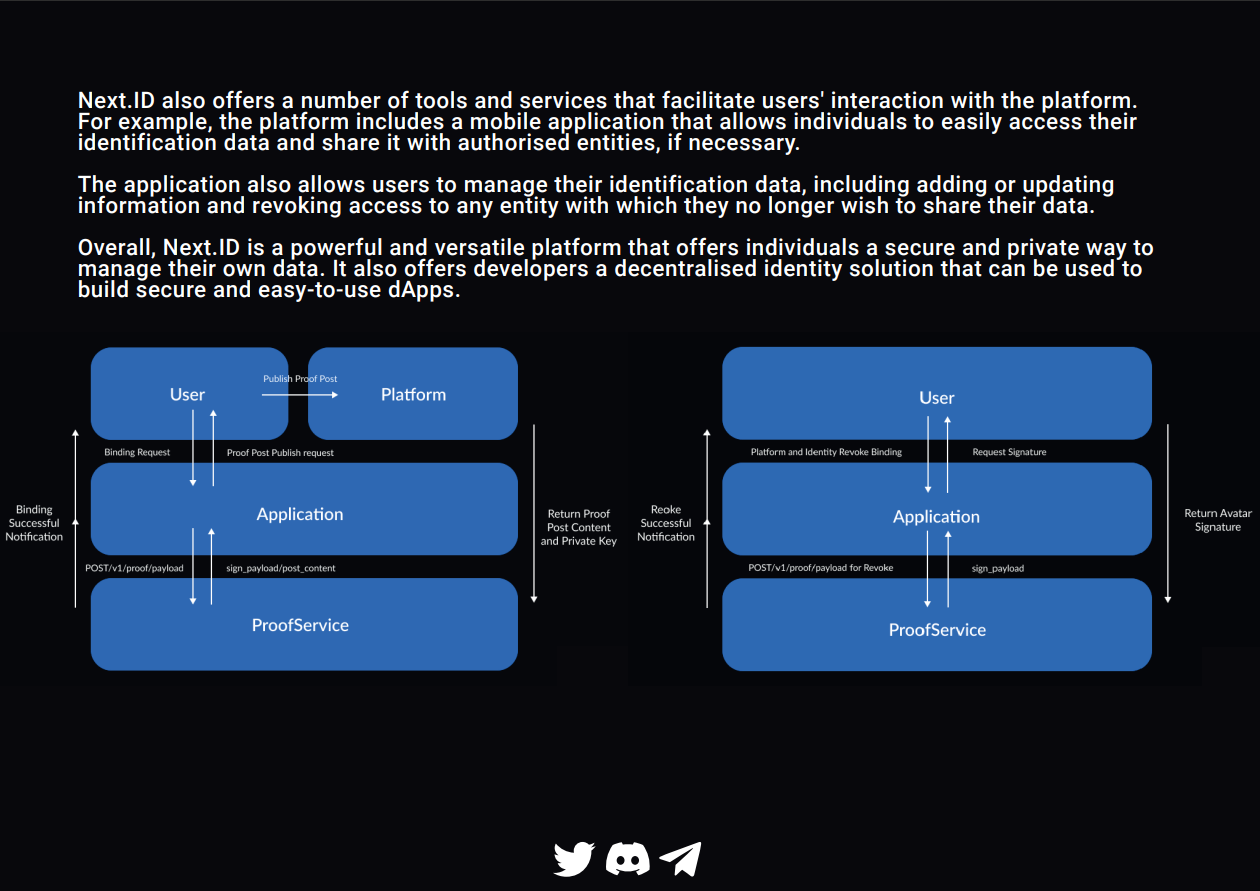 Next.ID also offers a number of tools and services that facilitate users' interaction with the platform.
For example, the platform includes a mobile application that allows individuals to easily access their
identification data and share it with authorised entities, if necessary.
The application also allows users to manage their identification data, including adding or updating
information and revoking access to any entity with which they no longer wish to share their data.
Overall, Next.ID is a powerful and versatile platform that offers individuals a secure and private way to
manage their own data. It also offers developers a decentralised identity solution that can be used to
build secure and easy-to-use dApps.
User
Publish Proof Post
Platform
Binding Request
Proof Post Publish request
Application
Binding
Successful
Notification
Return Proof
Post Content
and Private Key
POST/v1/proof/payload
sign_payload/post_content
ProofService
User
Platform and Identity Revoke Binding
Request Signature
Application
Reoke
Successful
Notification
Return Avatar
Signature
POST/v1/proof/payload for Revoke
sign_payload
ProofService